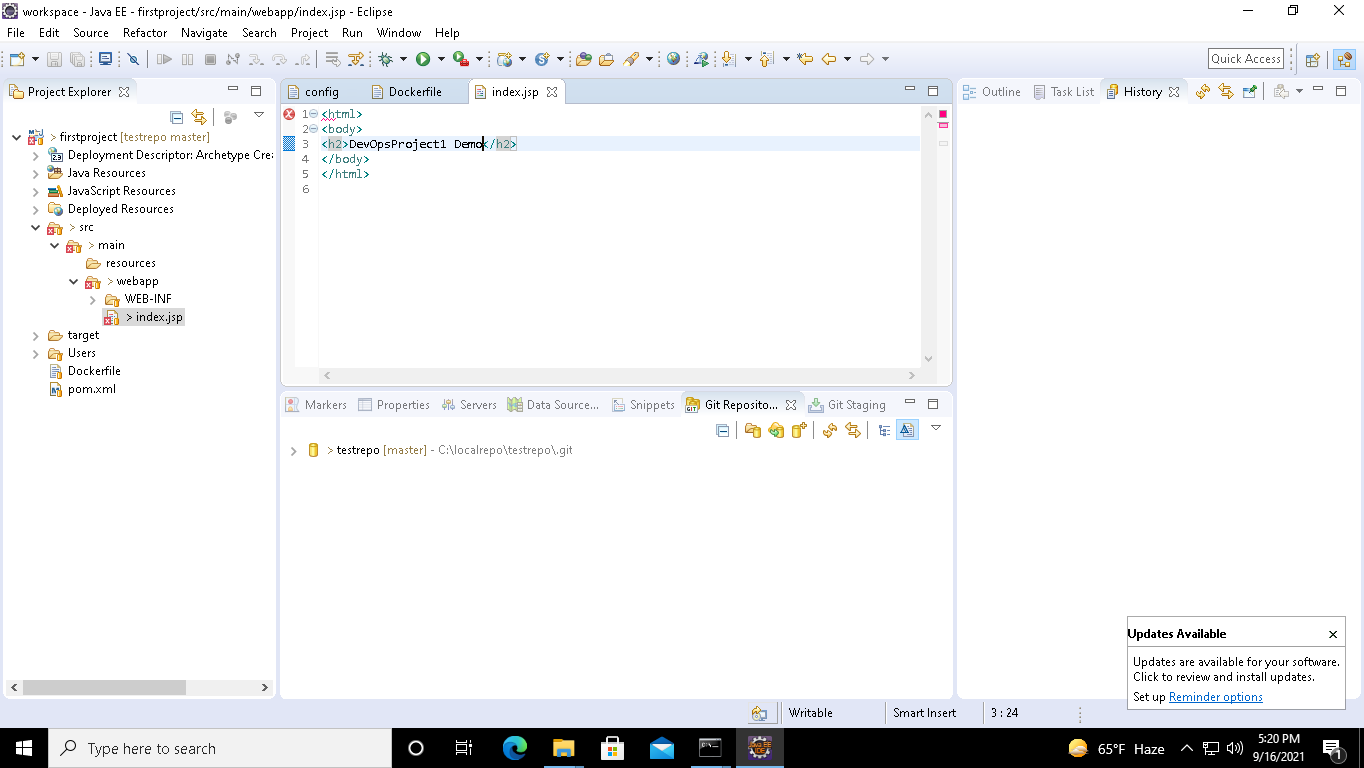 workspace - Java EE - firstproject/src/main/webapp/index.jsp - Eclipse
File Edit Source Refactor Navigate Search Project Run Window Help
Quick Access
Project Explorer
> firstproject [testrepo master]
Deployment Descriptor: Archetype Cre
Java Resources
JavaScript Resources
Deployed Resources
> src
> main
resources
> webapp
WEB-INF
> index.jsp
target
Users
Dockerfile
pom.xml
config Dockerfile index.jsp
1 <html>
2 <body>
3 <h2>DevOpsProject1 Demo</h2>
4 </body>
5 </html>
6
Outline Task List History
Markers Properties Servers Data Source... Snippets Git Reposito... Git Staging
> testrepo [master] - C:\localrepo\testrepo\.git
Updates Available
Updates are available for your software.
Click to review and install updates.
Set up Reminder options
Writable Smart Insert 3 : 24
Type here to search
65°F Haze
5:20 PM
9/16/2021
1